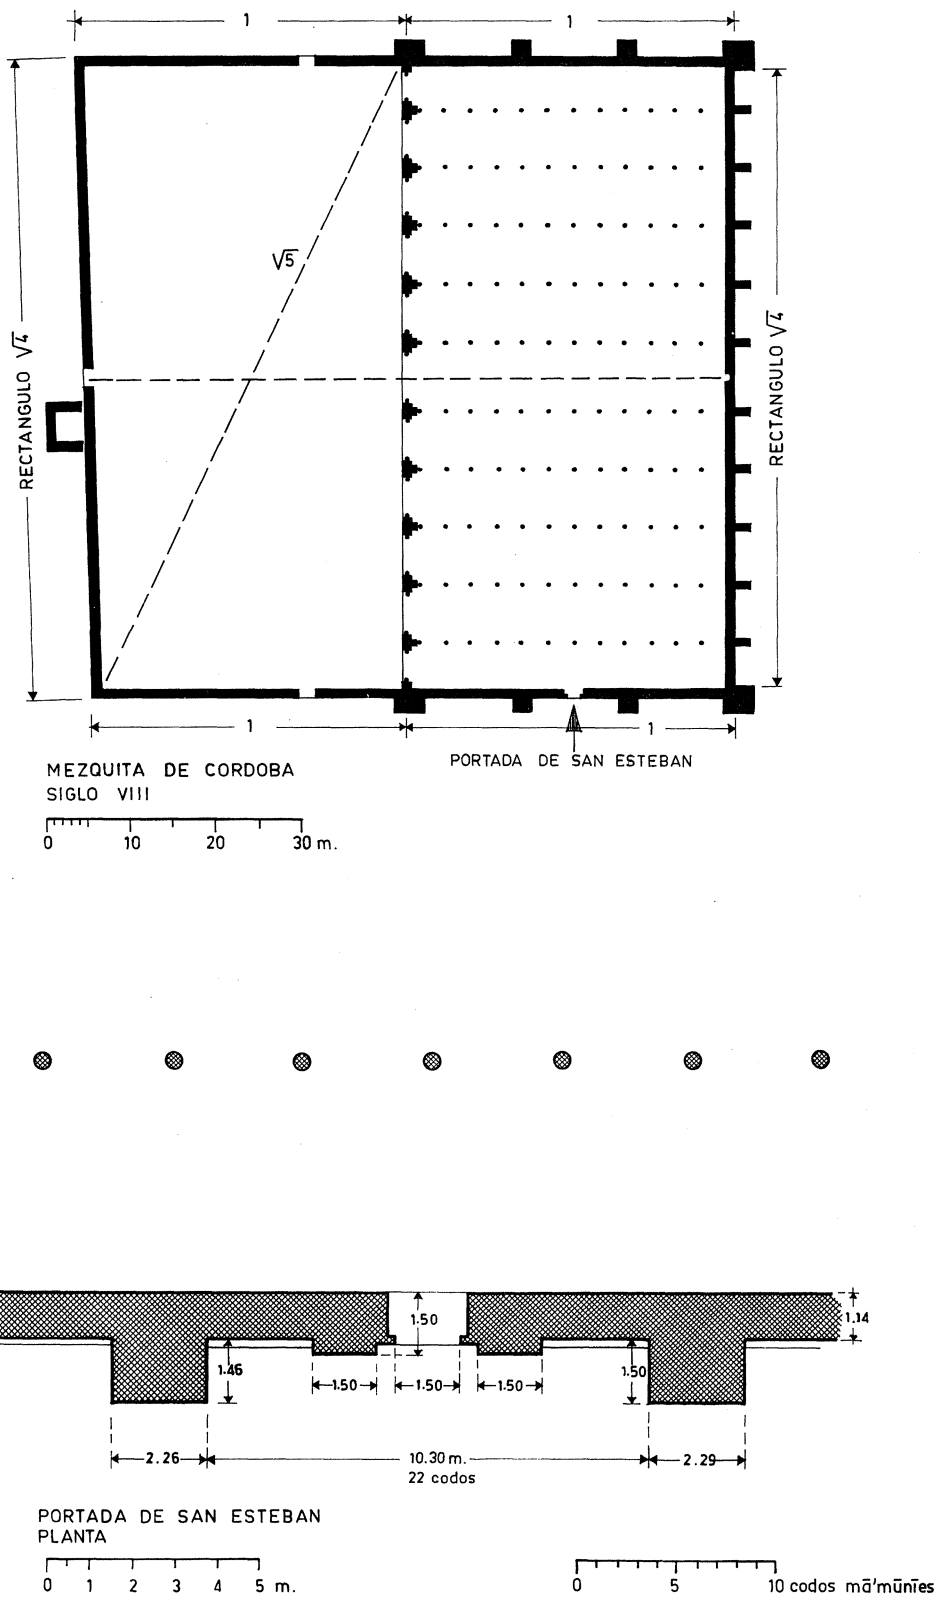 1
1
RECTANGULO √4
√5
RECTANGULO √4
1
1
PORTADA DE SAN ESTEBAN
MEZQUITA DE CORDOBA
SIGLO VIII
0 10 20 30 m.
1.50
1.14
1.46
1.50
1.50
1.50
1.50
2.26
10.30 m.
2.29
22 codos
PORTADA DE SAN ESTEBAN
PLANTA
0 1 2 3 4 5 m.
0 5 10 codos mā'mūnīes